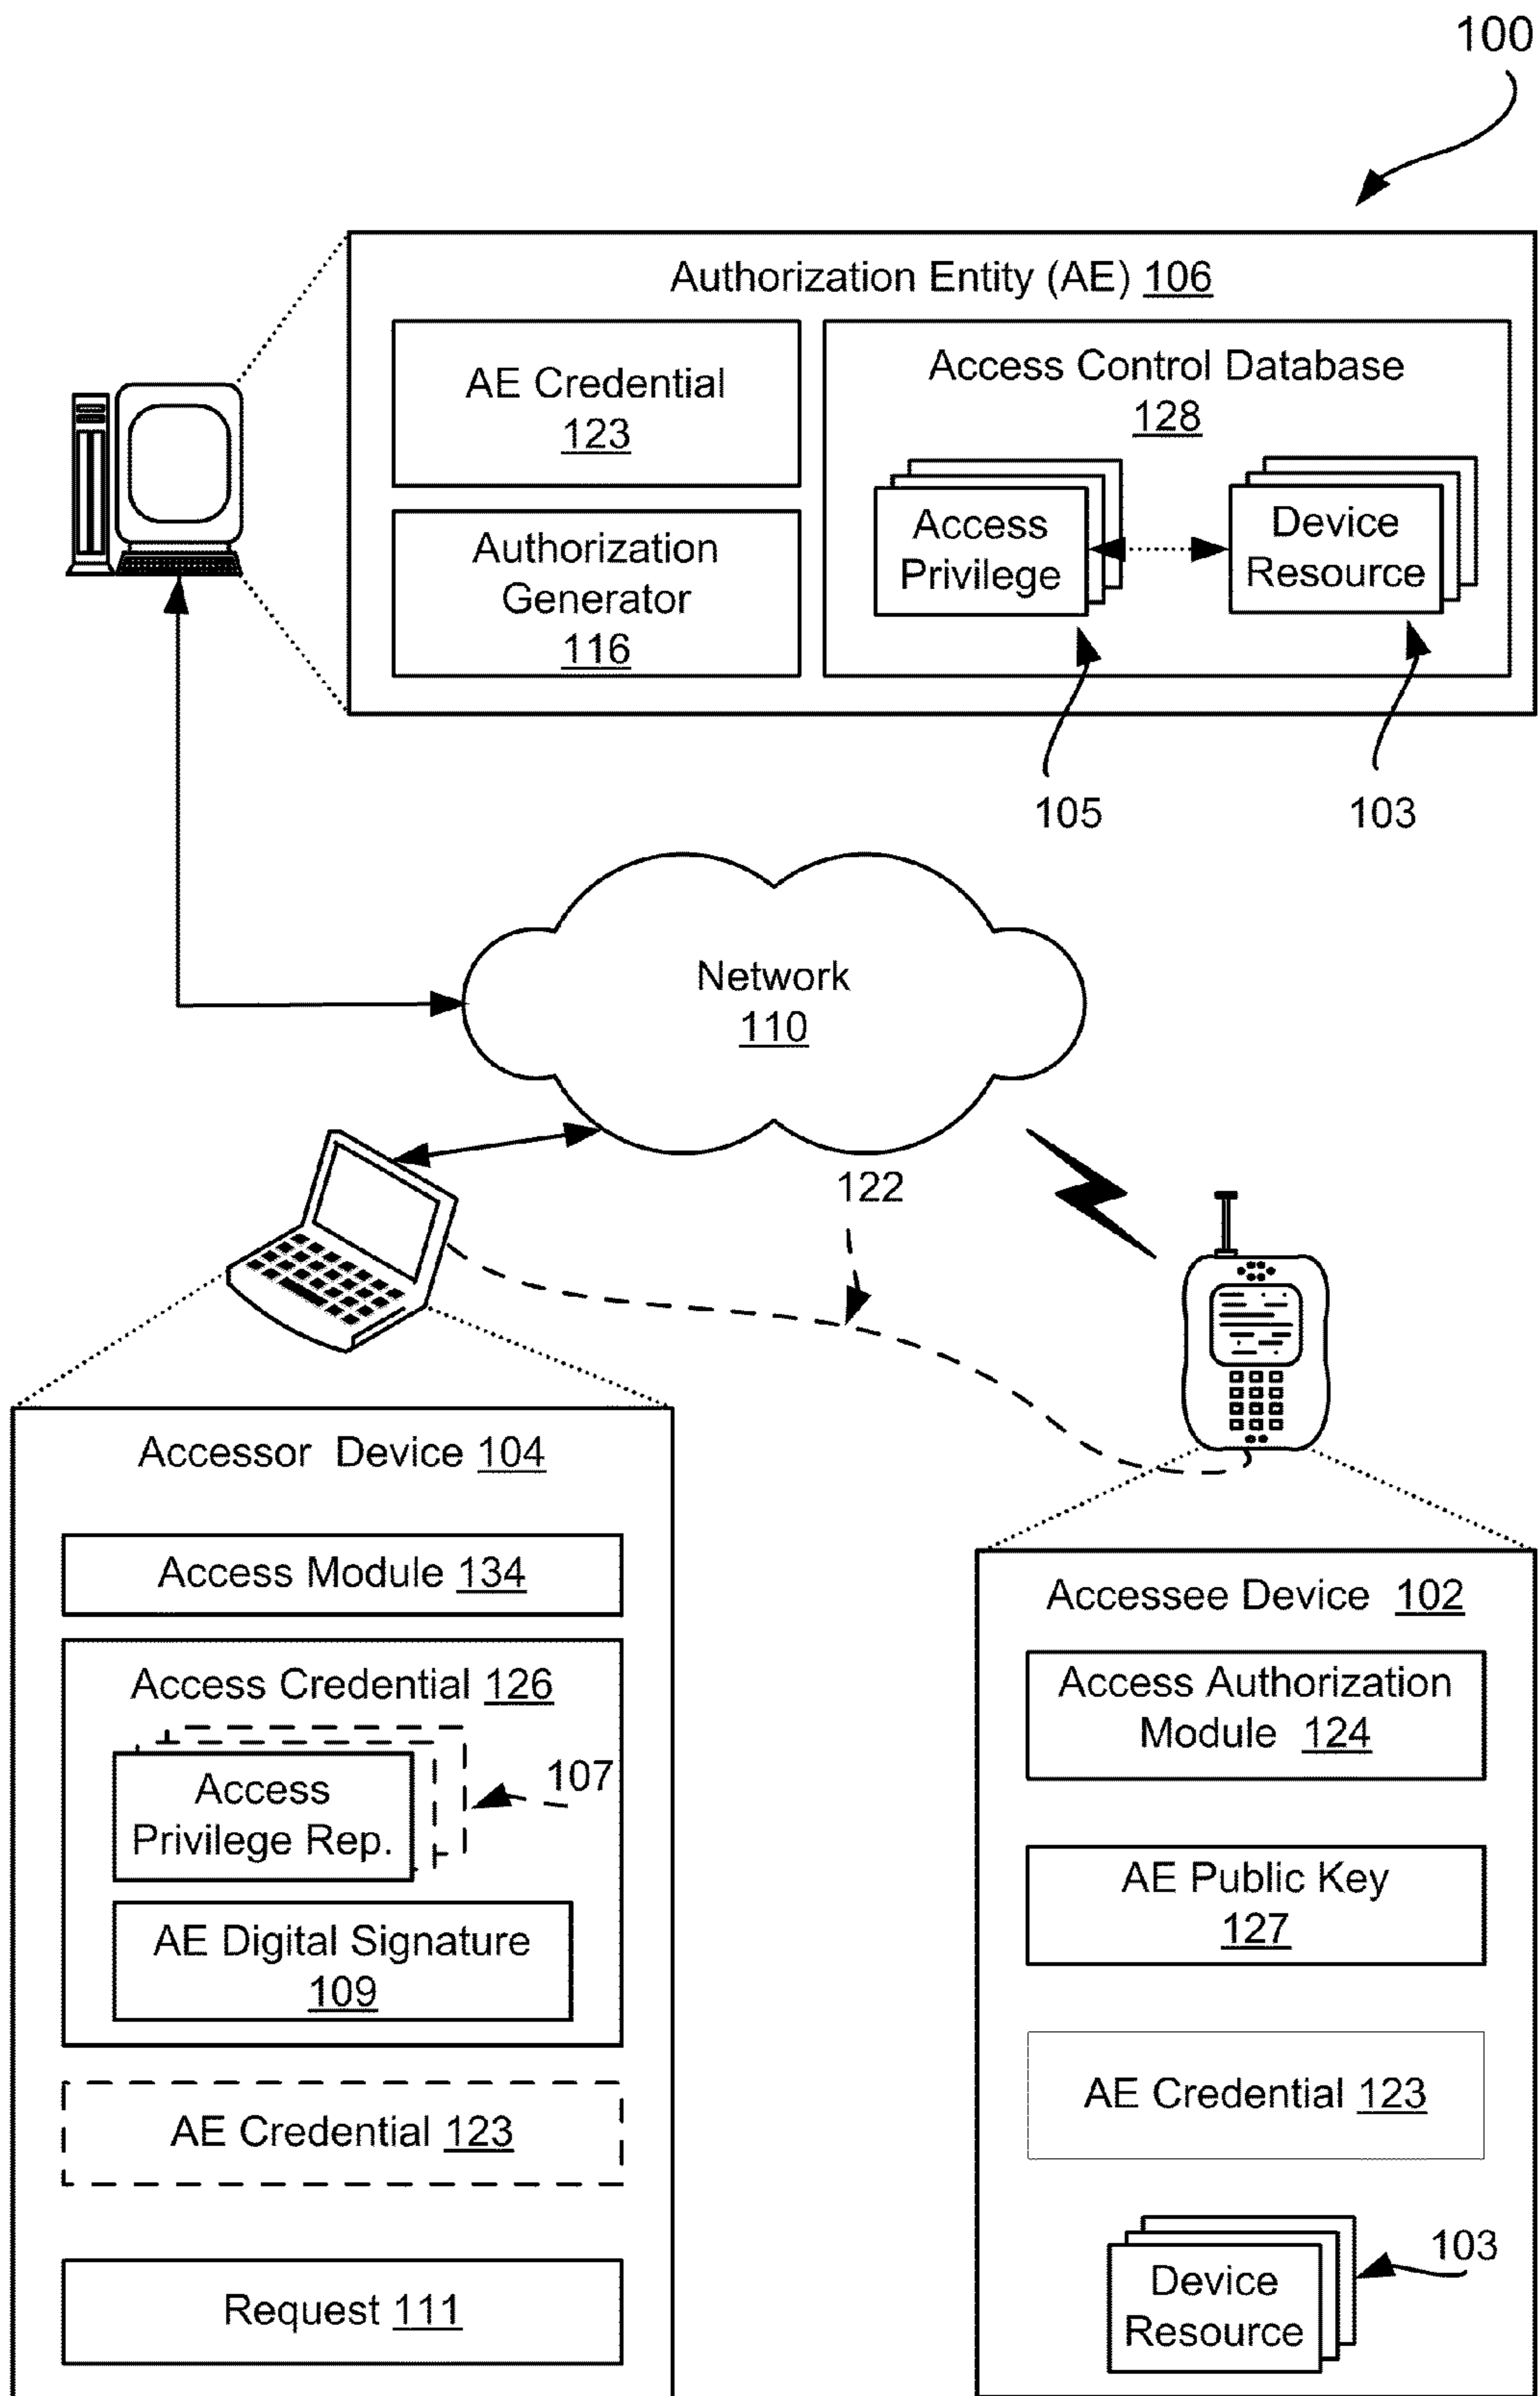 100
Authorization Entity (AE) 106
AE Credential
123
Authorization
Generator
116
Access Control Database
128
Access
Privilege
Device
Resource
105
103
Network
110
122
Accessor Device 104
Access Module 134
Access Credential 126
Access
Privilege Rep.
107
AE Digital Signature
109
AE Credential 123
Request 111
Accessee Device 102
Access Authorization
Module 124
AE Public Key
127
AE Credential 123
Device
Resource
103